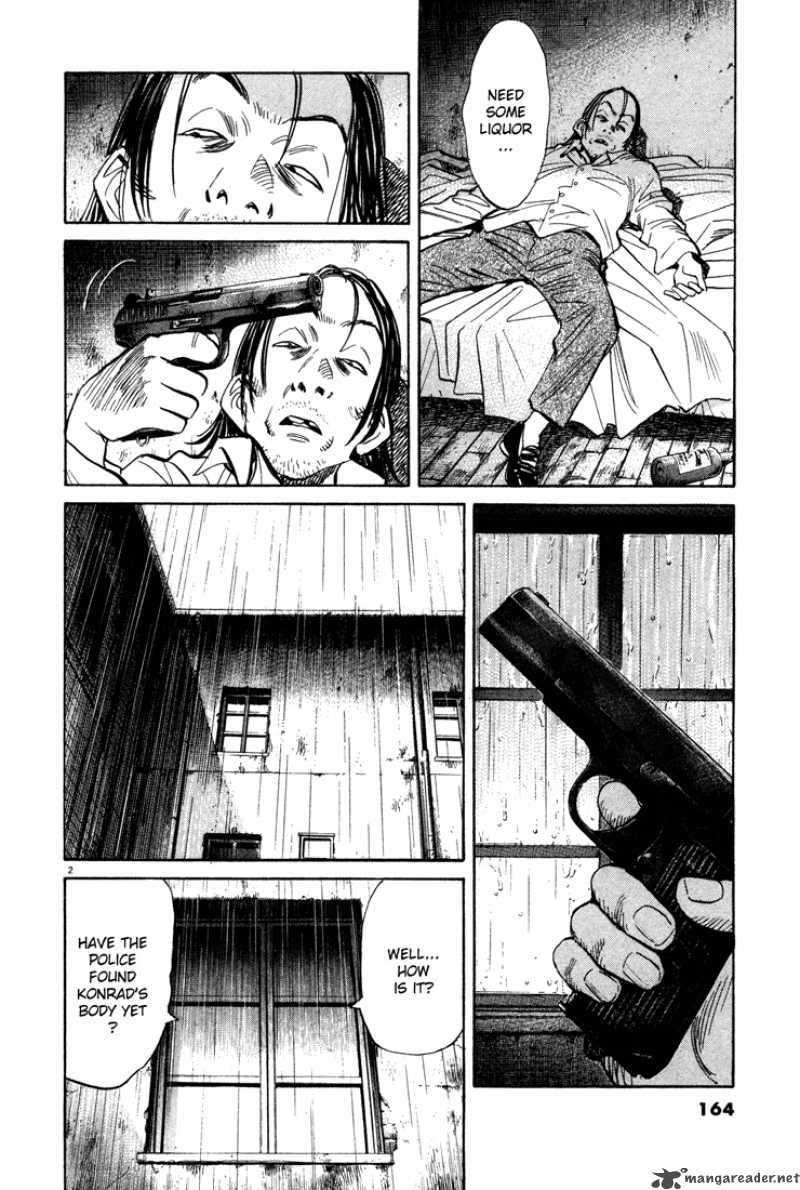 NEED
SOME
LIQUOR
...
WELL...
HOW
IS IT?
HAVE THE
POLICE
FOUND
KONRAD'S
BODY YET
?
2
164
mangareader.net